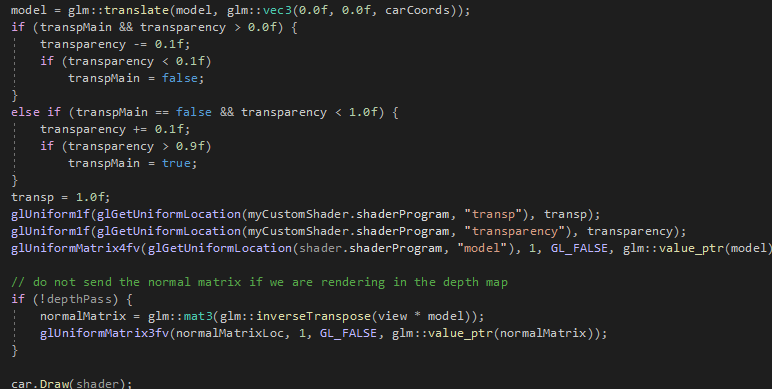 model = glm::translate(model, glm::vec3(0.0f, 0.0f, carCoords));
if (transpMain && transparency > 0.0f) {
transparency -= 0.1f;
if (transparency < 0.1f)
transpMain = false;
}
else if (transpMain == false && transparency < 1.0f) {
transparency += 0.1f;
if (transparency > 0.9f)
transpMain = true;
}
transp = 1.0f;
glUniform1f(glGetUniformLocation(myCustomShader.shaderProgram, "transp"), transp);
glUniform1f(glGetUniformLocation(myCustomShader.shaderProgram, "transparency"), transparency);
glUniformMatrix4fv(glGetUniformLocation(shader.shaderProgram, "model"), 1, GL_FALSE, glm::value_ptr(model)
// do not send the normal matrix if we are rendering in the depth map
if (!depthPass) {
normalMatrix = glm::mat3(glm::inverseTranspose(view * model));
glUniformMatrix3fv(normalMatrixLoc, 1, GL_FALSE, glm::value_ptr(normalMatrix));
}
car.Draw(shader);